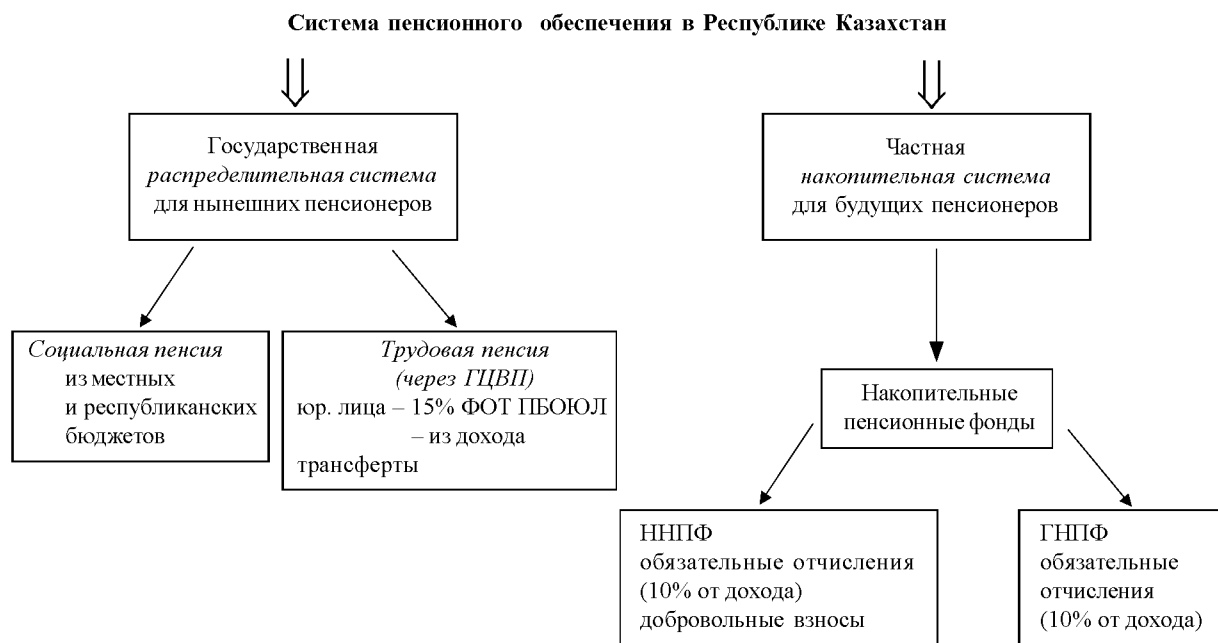 Система пенсионного обеспечения в Республике Казахстан
Государственная
распределительная система
для нынешних пенсионеров
Частная
накопительная система
для будущих пенсионеров
Социальная пенсия
из местных
и республиканских
бюджетов
Трудовая пенсия
(через ГЦВП)
юр. лица – 15% ФОТ ПБОЮЛ
– из дохода
трансферты
Накопительные
пенсионные фонды
ННПФ
обязательные отчисления
(10% от дохода)
добровольные взносы
ГНПФ
обязательные
отчисления
(10% от дохода)